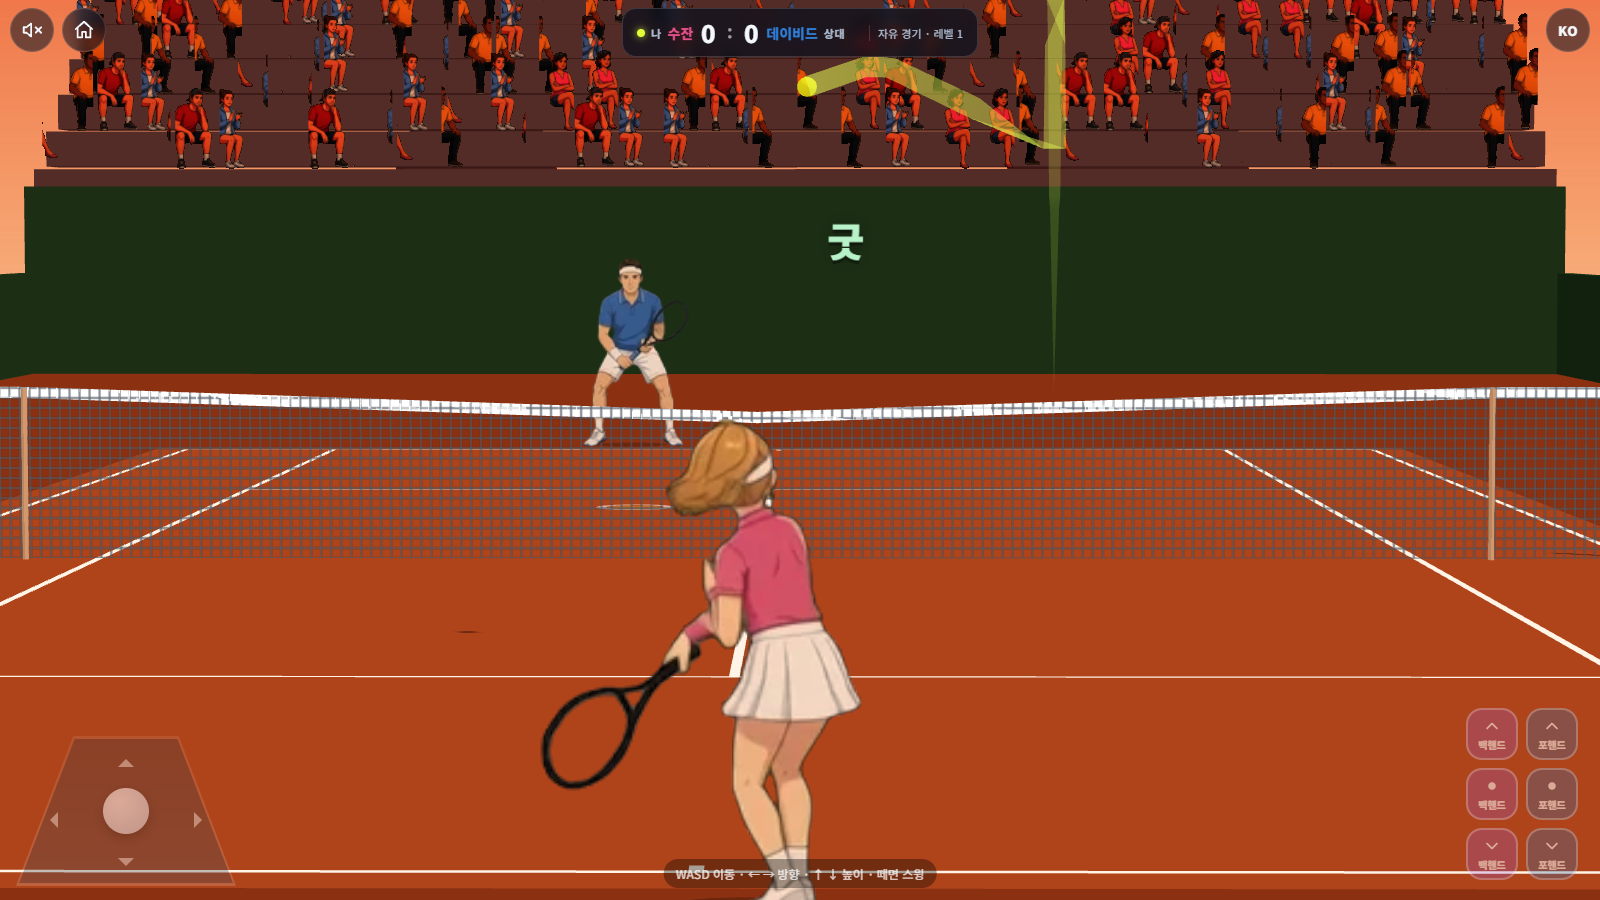 나 수잔 0 : 0 데이비드 상대 자유 경기 · 레벨 1
KO
굿
백핸드 포핸드
백핸드 포핸드
백핸드 포핸드
WASD 이동 · ←→ 방향 · ↑ ↓ 높이 · 떼면 스윙